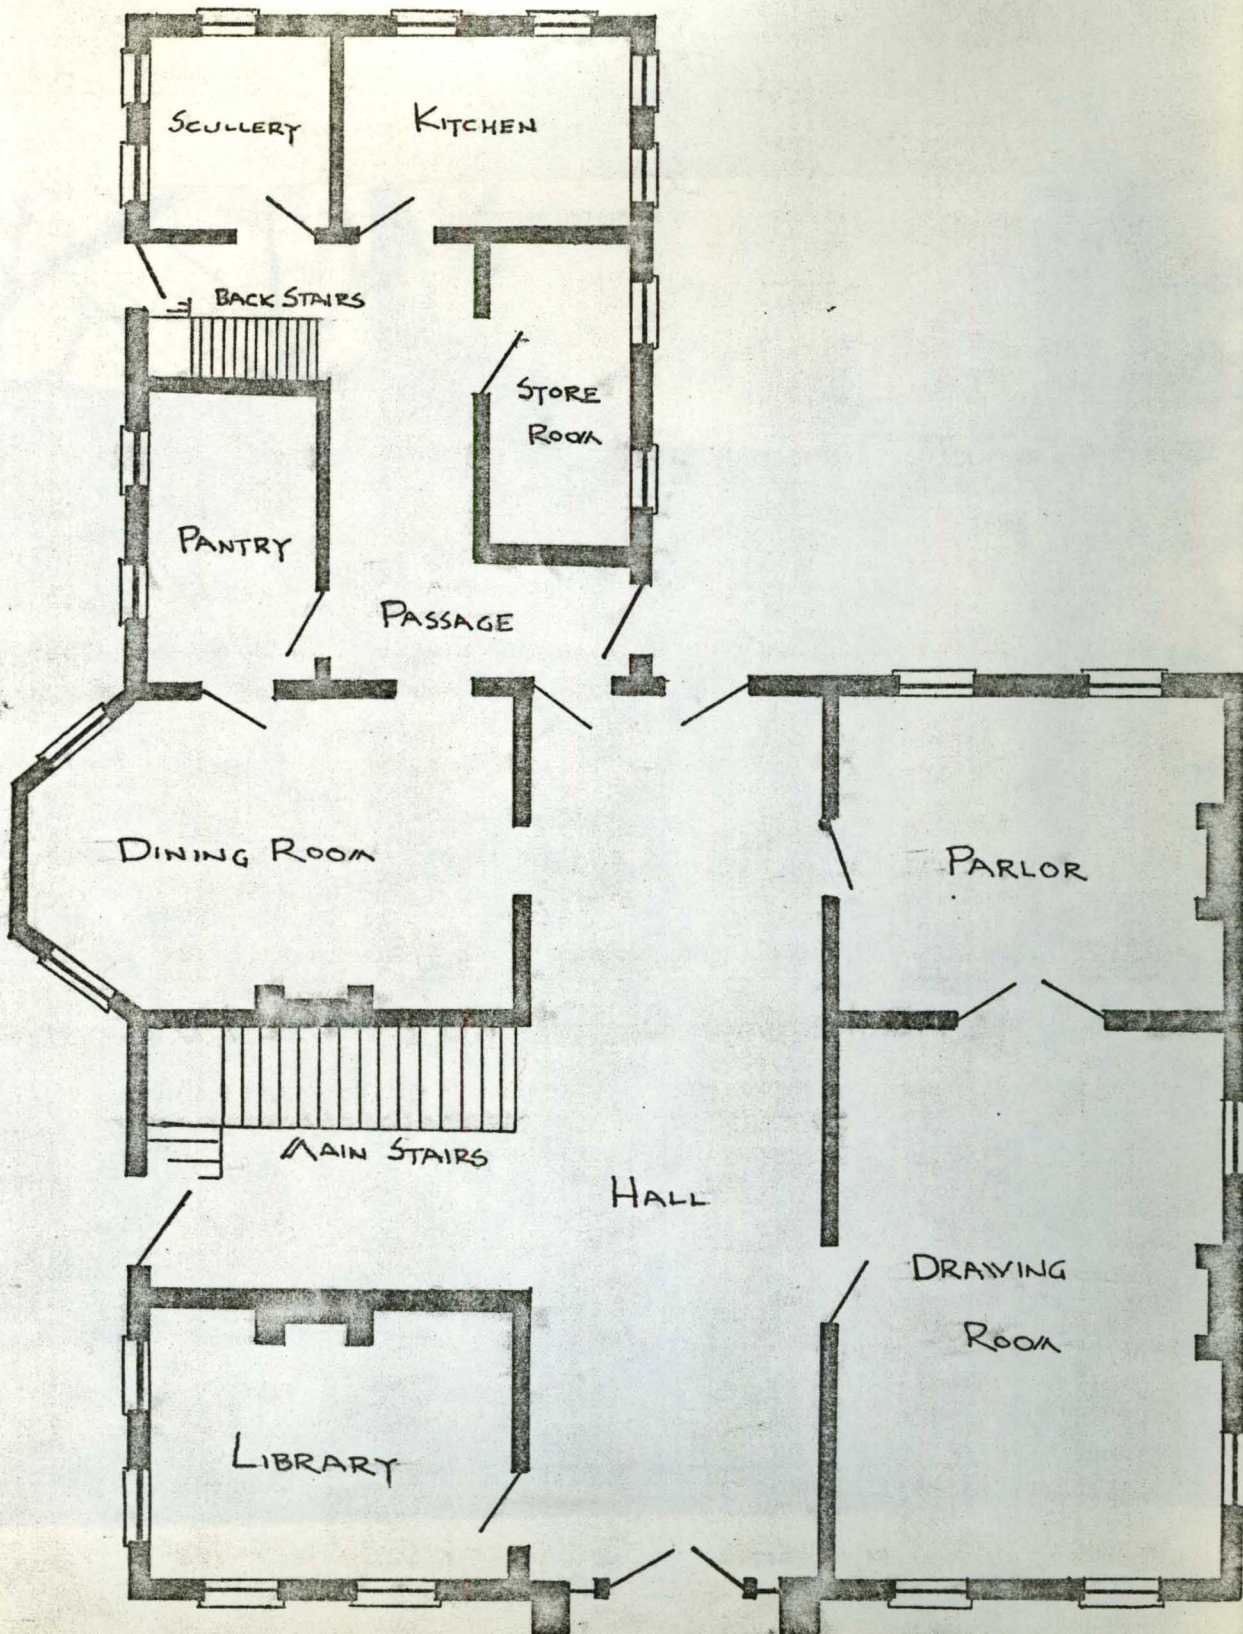 SCULLERY
KITCHEN
BACK STAIRS
STORE
ROOM
PANTRY
PASSAGE
DINING ROOM
PARLOR
MAIN STAIRS
HALL
DRAWING
ROOM
LIBRARY